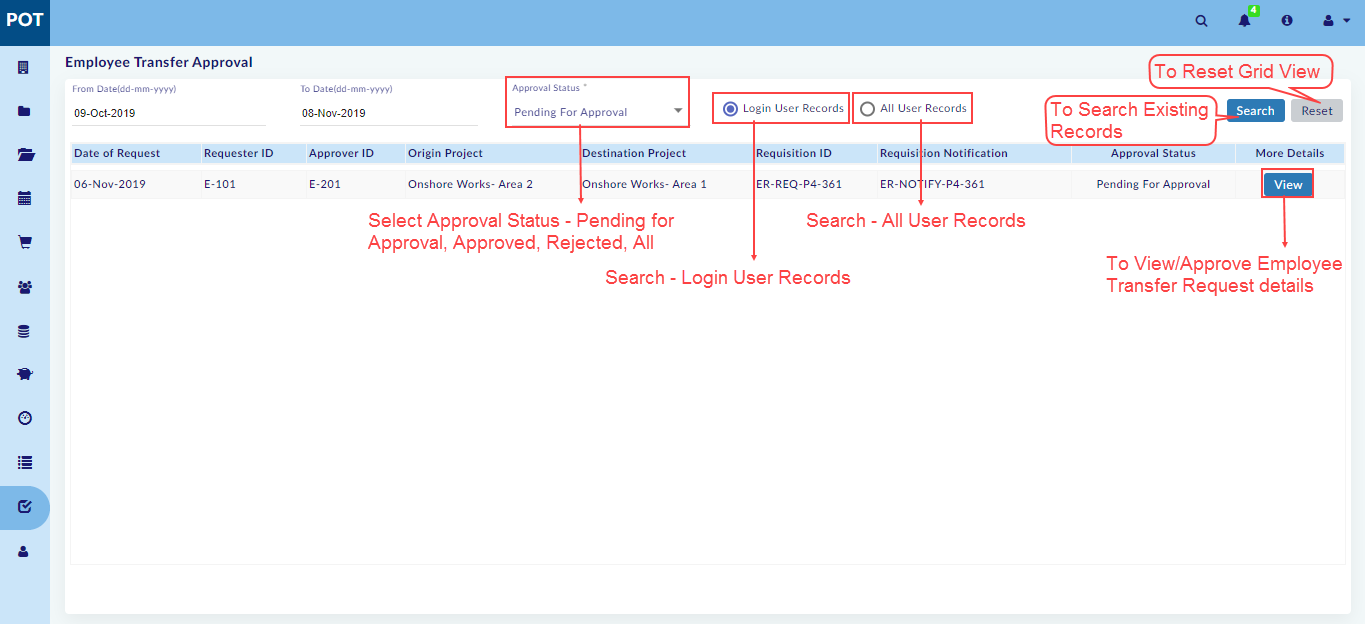 POT
4
Employee Transfer Approval
To Reset Grid View
From Date(dd-mm-yyyy)
To Date(dd-mm-yyyy)
Approval Status *
09-Oct-2019
08-Nov-2019
Pending For Approval
Login User Records
All User Records
To Search Existing
Records
Search
Reset
Date of Request
Requester ID
Approver ID
Origin Project
Destination Project
Requisition ID
Requisition Notification
Approval Status
More Details
06-Nov-2019
E-101
E-201
Onshore Works- Area 2
Onshore Works- Area 1
ER-REQ-P4-361
ER-NOTIFY-P4-361
Pending For Approval
View
Select Approval Status - Pending for
Approval, Approved, Rejected, All
Search - All User Records
Search - Login User Records
To View/Approve Employee
Transfer Request details